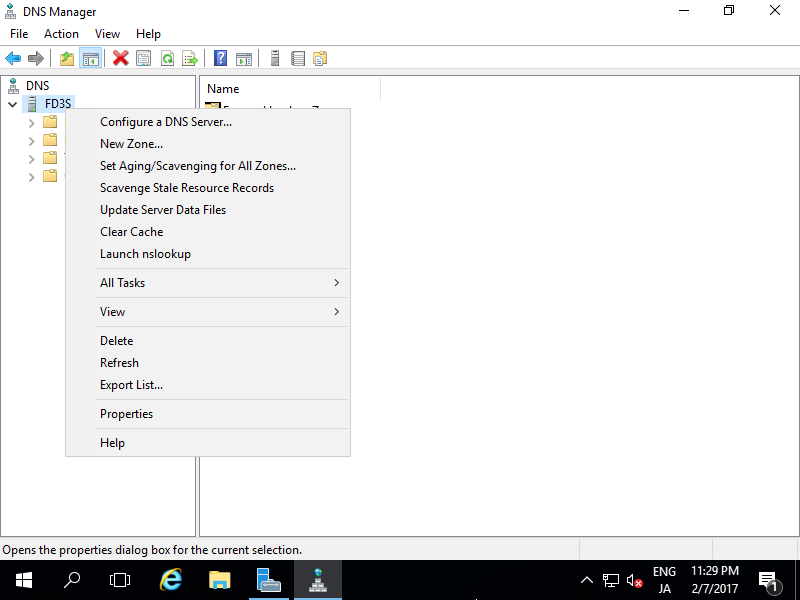 DNS Manager
File Action View Help
DNS
FD3S
Name
Configure a DNS Server...
New Zone...
Set Aging/Scavenging for All Zones...
Scavenge Stale Resource Records
Update Server Data Files
Clear Cache
Launch nslookup
All Tasks
View
Delete
Refresh
Export List...
Properties
Help
Opens the properties dialog box for the current selection.
ENG 11:29 PM
JA 2/7/2017
1